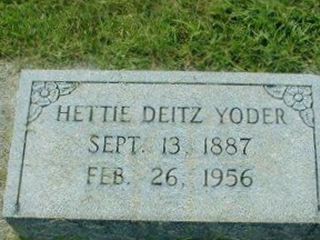 HETTIE DEITZ YODER
SEPT. 13, 1887
FEB. 26, 1956